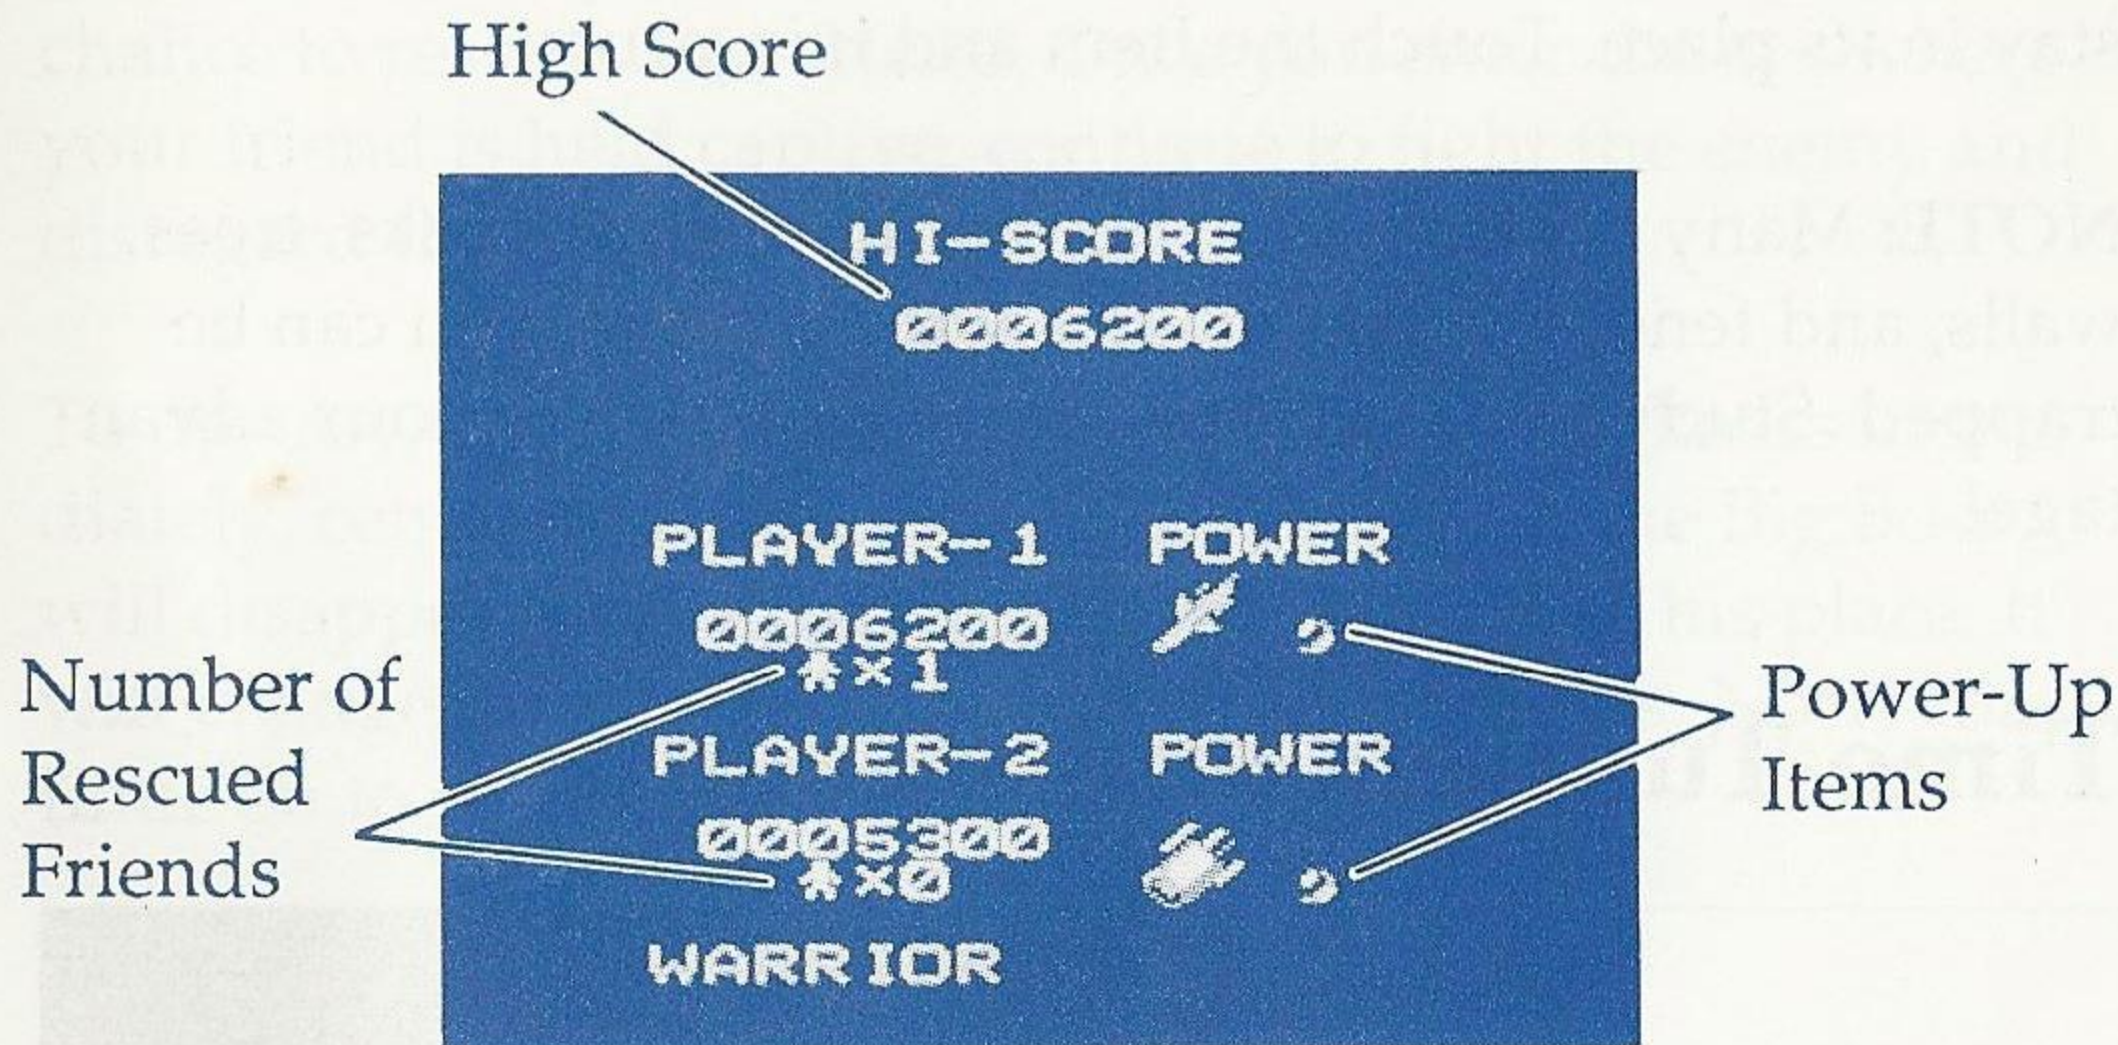 High Score
HI-SCORE
0006200
PLAYER-1 POWER
0006200
×1
PLAYER-2 POWER
0005300
×0
WARRIOR
Number of
Rescued
Friends
Power-Up
Items